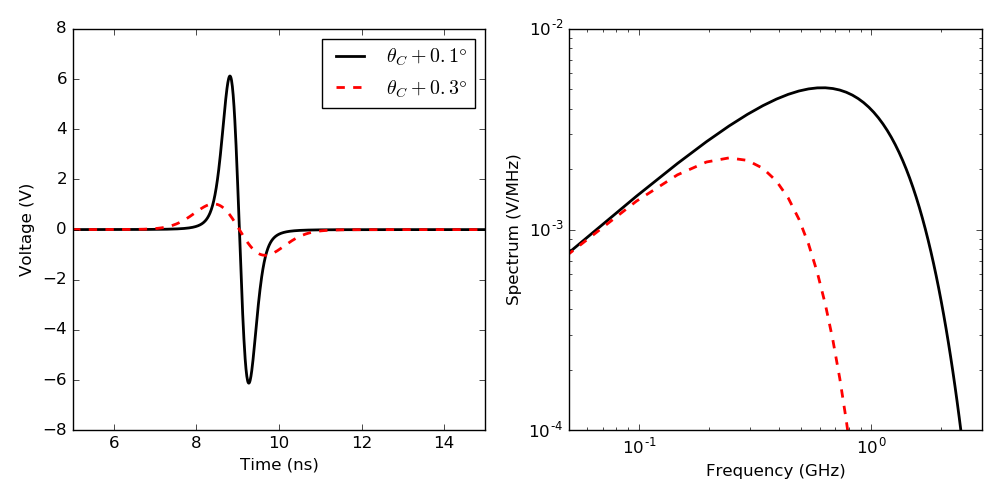 8
6
4
2
0
−2
−4
−6
−8
6 8 10 12 14
Time (ns)
Voltage (V)
θ_C + 0.1°
θ_C + 0.3°
10^-2
10^-3
10^-4
10^-1 10^0
Frequency (GHz)
Spectrum (V/MHz)